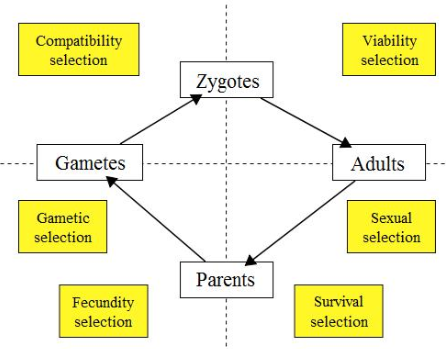 Compatibility
selection
Viability
selection
Zygotes
Gametes
Adults
Gametic
selection
Sexual
selection
Parents
Fecundity
selection
Survival
selection